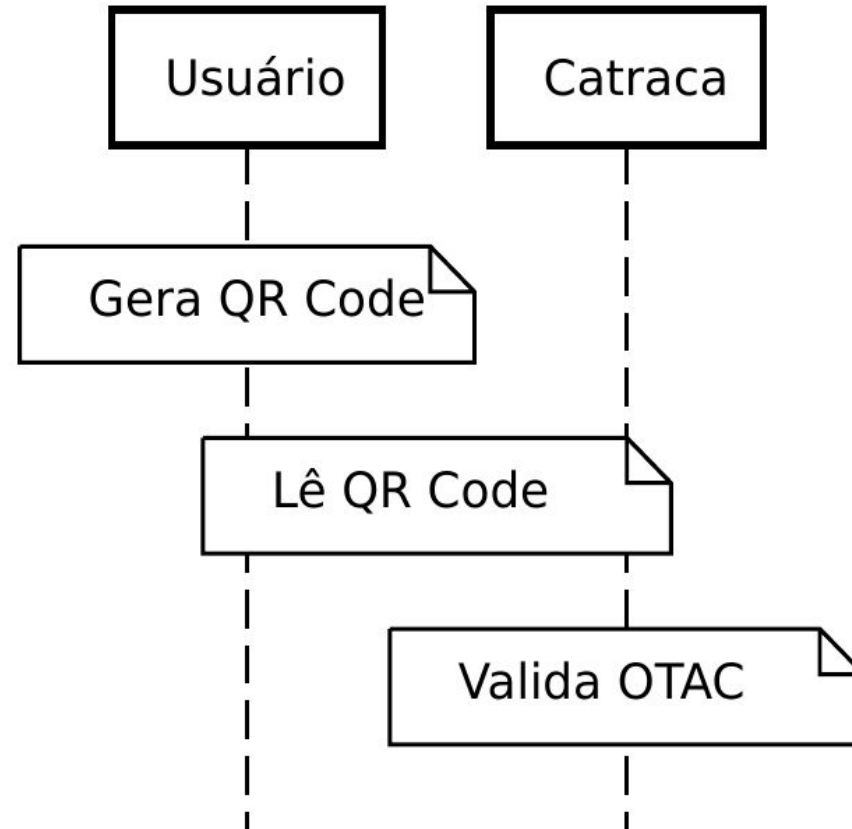 Usuário
Catraca
Gera QR Code
Lê QR Code
Valida OTAC